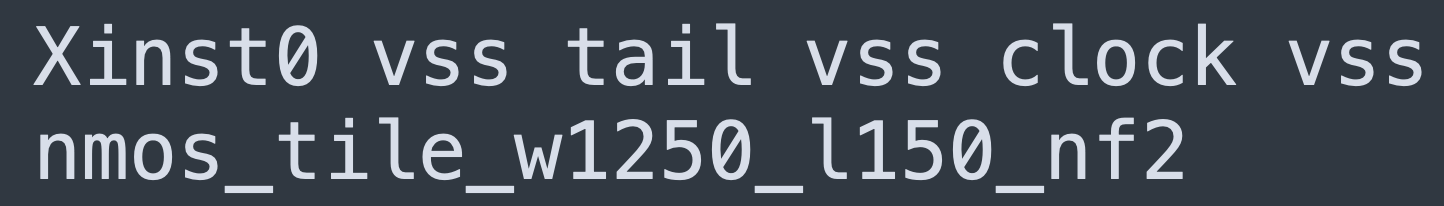 Xinst0 vss tail vss clock vss
nmos_tile_w1250_l150_nf2